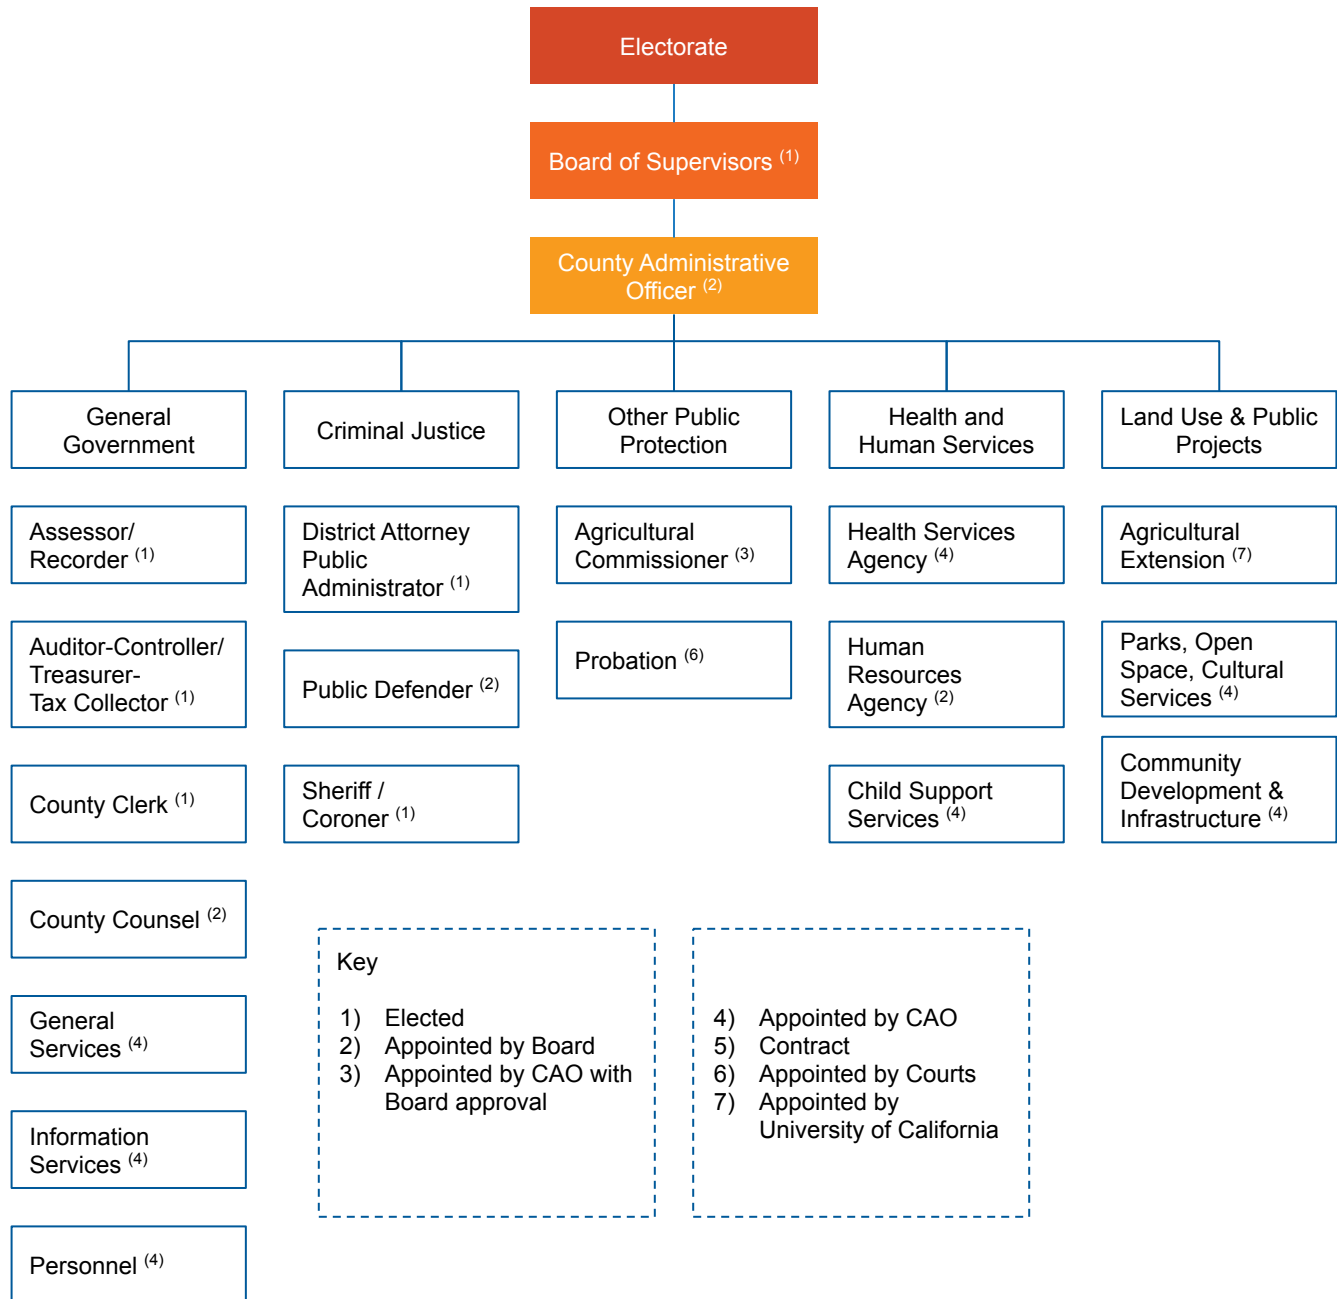 Electorate
Board of Supervisors (1)
County Administrative
Officer (2)
General
Government
Criminal Justice
Other Public
Protection
Health and
Human Services
Land Use & Public
Projects
Assessor/
Recorder (1)
Auditor-Controller/
Treasurer-
Tax Collector (1)
County Clerk (1)
County Counsel (2)
General
Services (4)
Information
Services (4)
Personnel (4)
District Attorney
Public
Administrator (1)
Public Defender (2)
Sheriff /
Coroner (1)
Agricultural
Commissioner (3)
Probation (6)
Health Services
Agency (4)
Human
Resources
Agency (2)
Child Support
Services (4)
Agricultural
Extension (7)
Parks, Open
Space, Cultural
Services (4)
Community
Development &
Infrastructure (4)
Key
1) Elected
2) Appointed by Board
3) Appointed by CAO with
Board approval
4) Appointed by CAO
5) Contract
6) Appointed by Courts
7) Appointed by
University of California